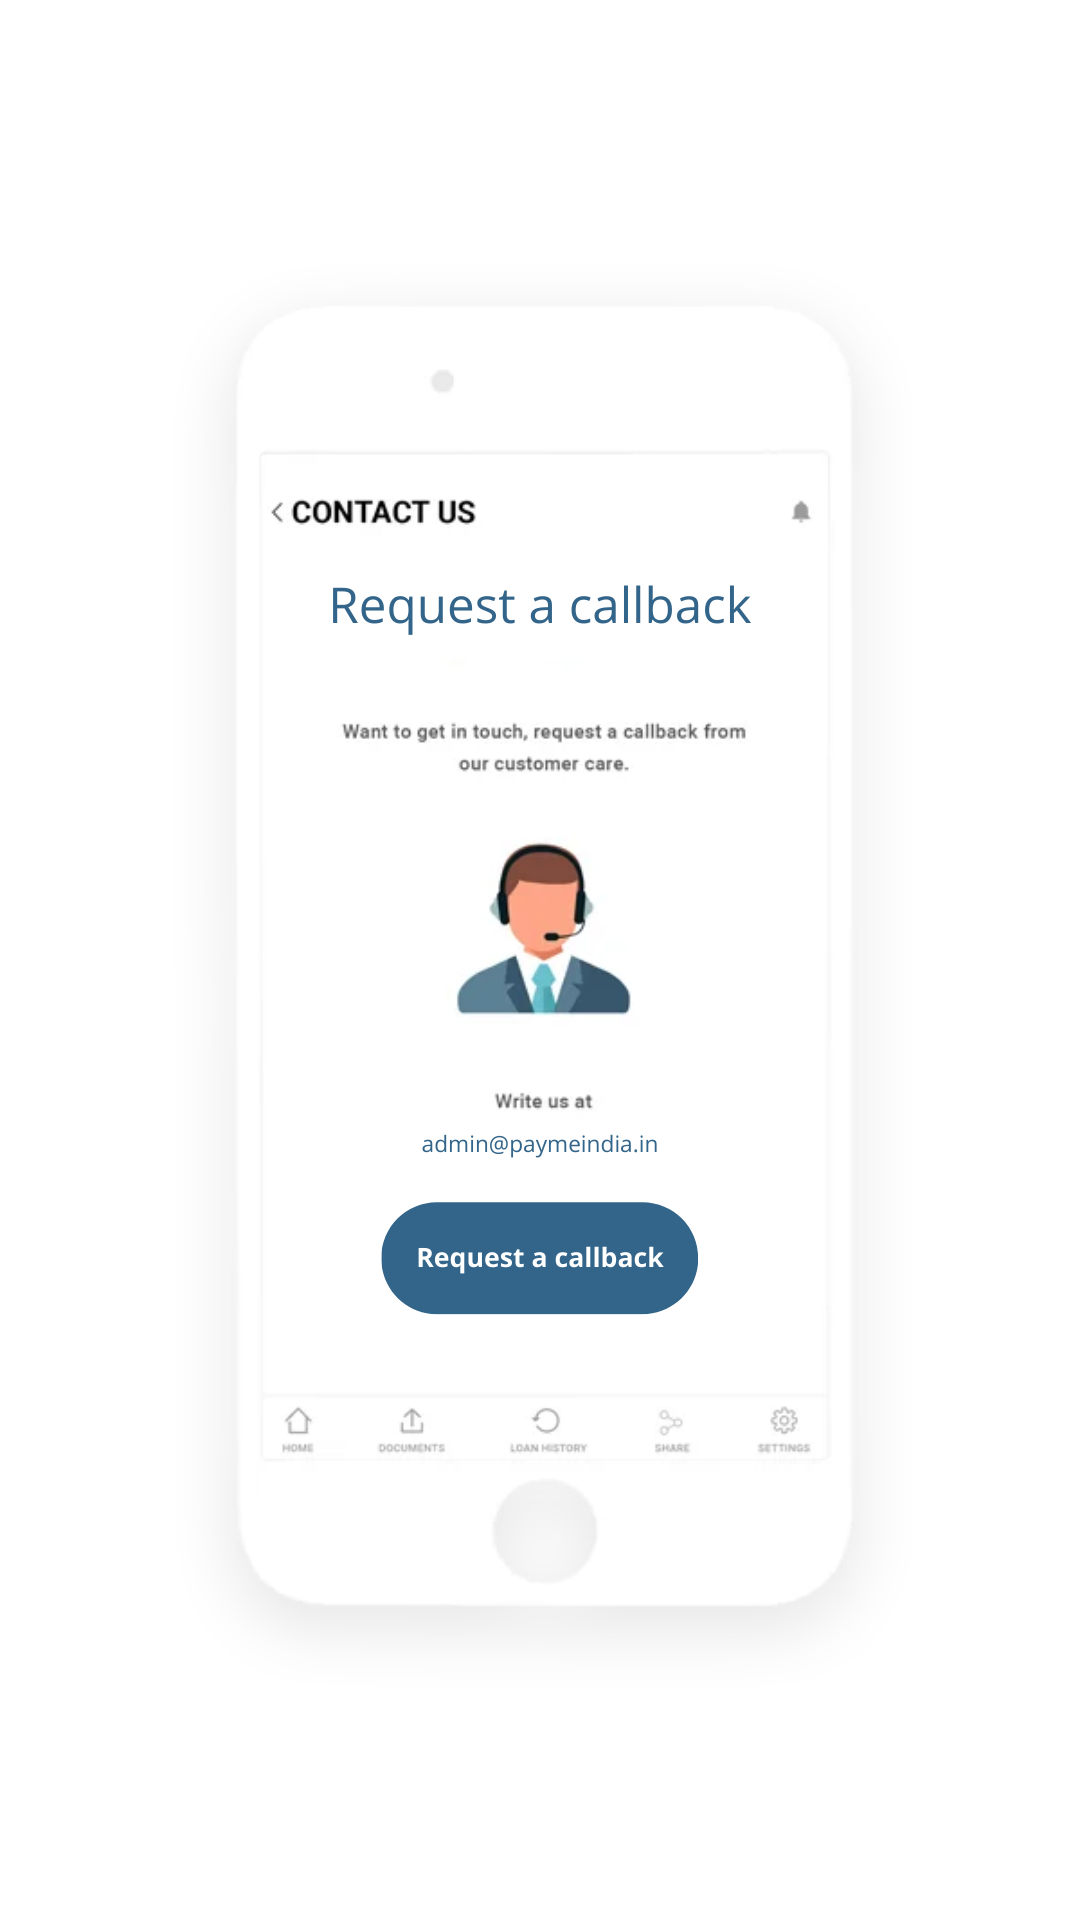 CONTACT US
Request a callback
Want to get in touch, request a callback from
our customer care.
Write us at
admin@paymeindia.in
Request a callback
HOME DOCUMENTS LOAN HISTORY SHARE SETTINGS